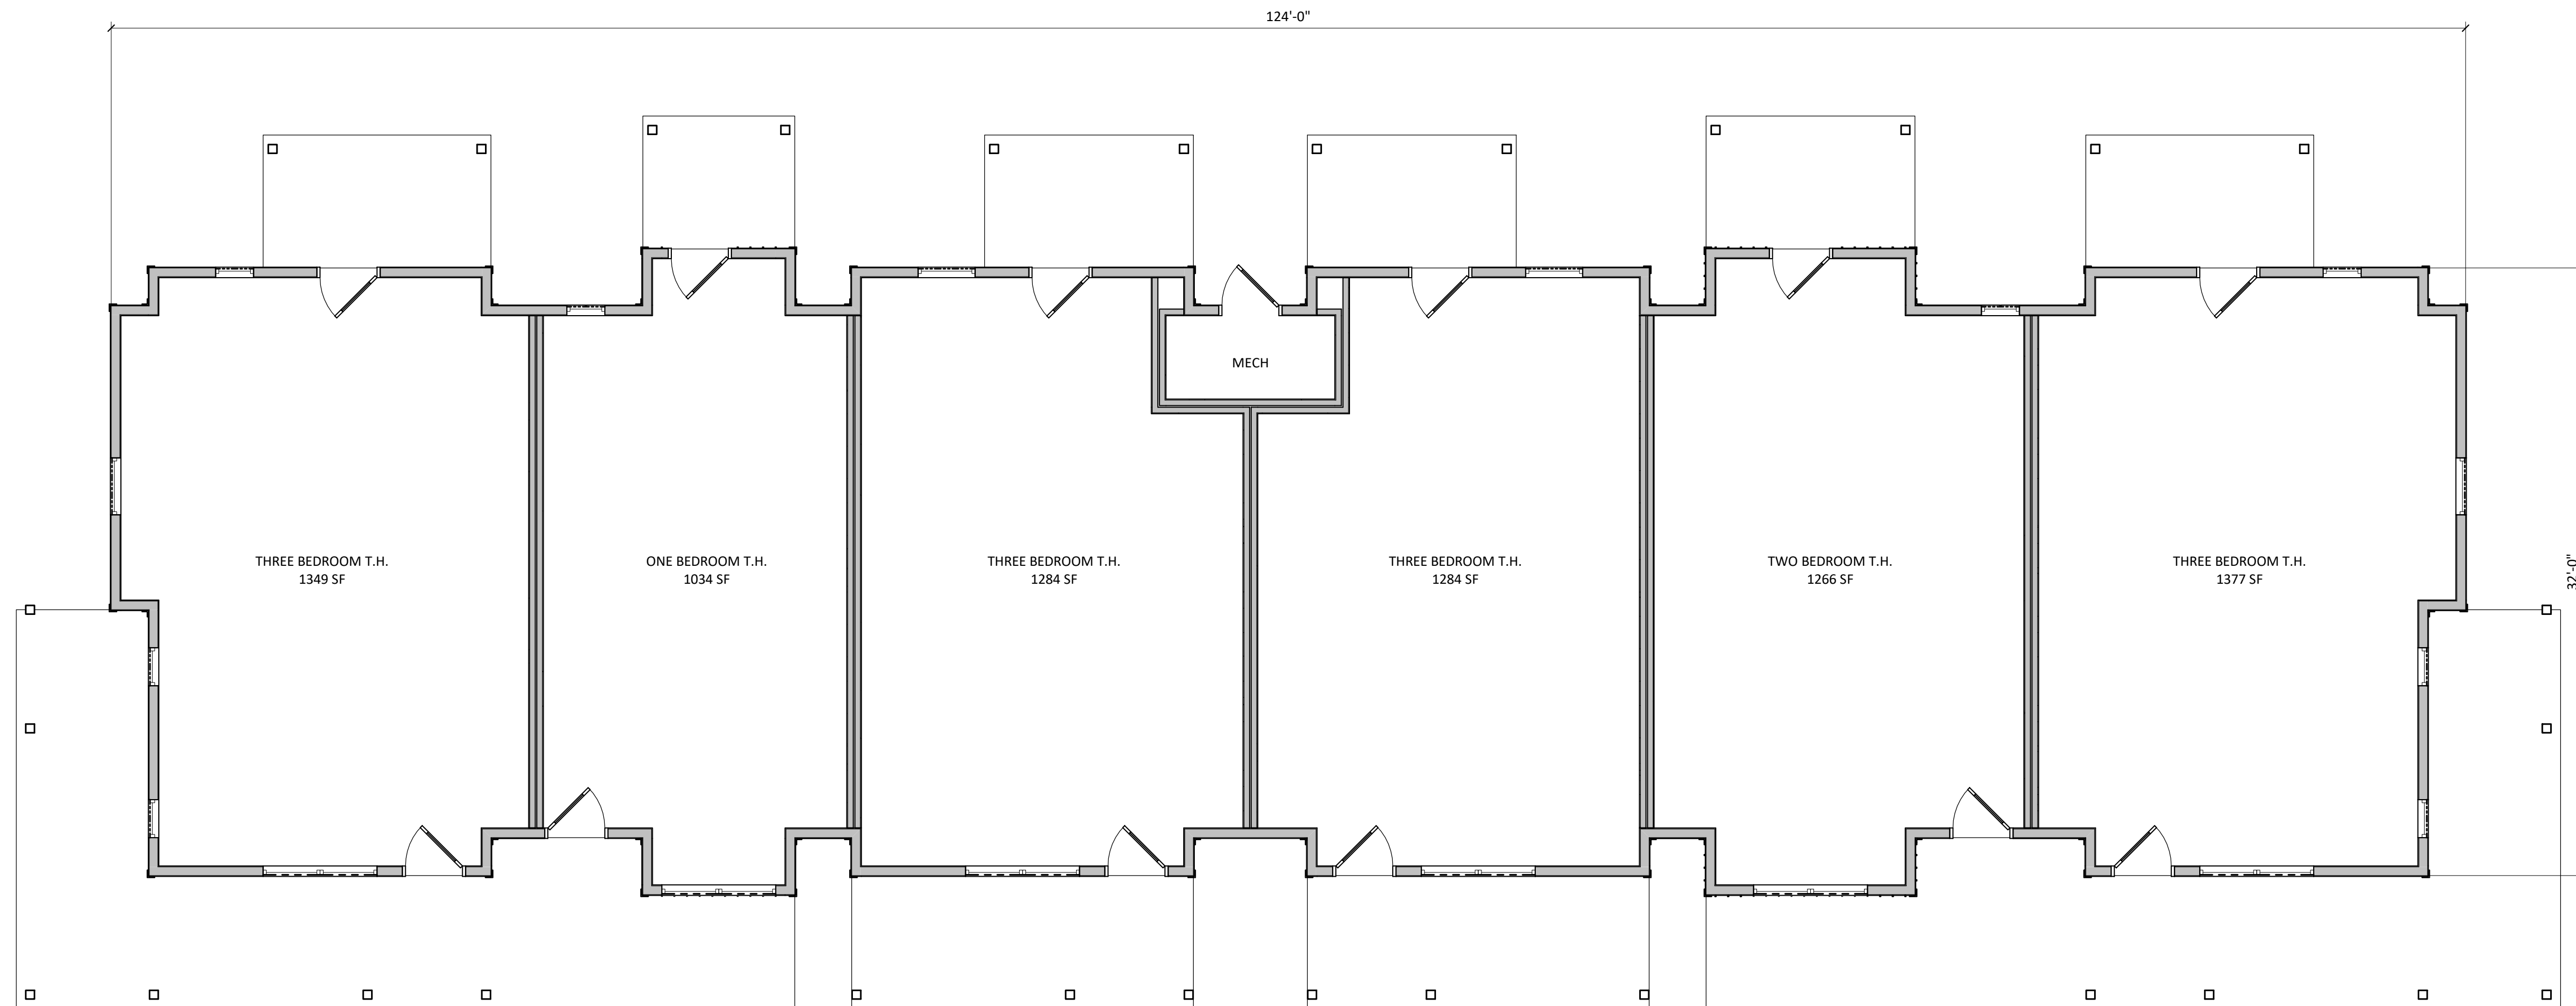 124'-0"
MECH
THREE BEDROOM T.H.
1349 SF
ONE BEDROOM T.H.
1034 SF
THREE BEDROOM T.H.
1284 SF
THREE BEDROOM T.H.
1284 SF
TWO BEDROOM T.H.
1266 SF
THREE BEDROOM T.H.
1377 SF
32'-0"